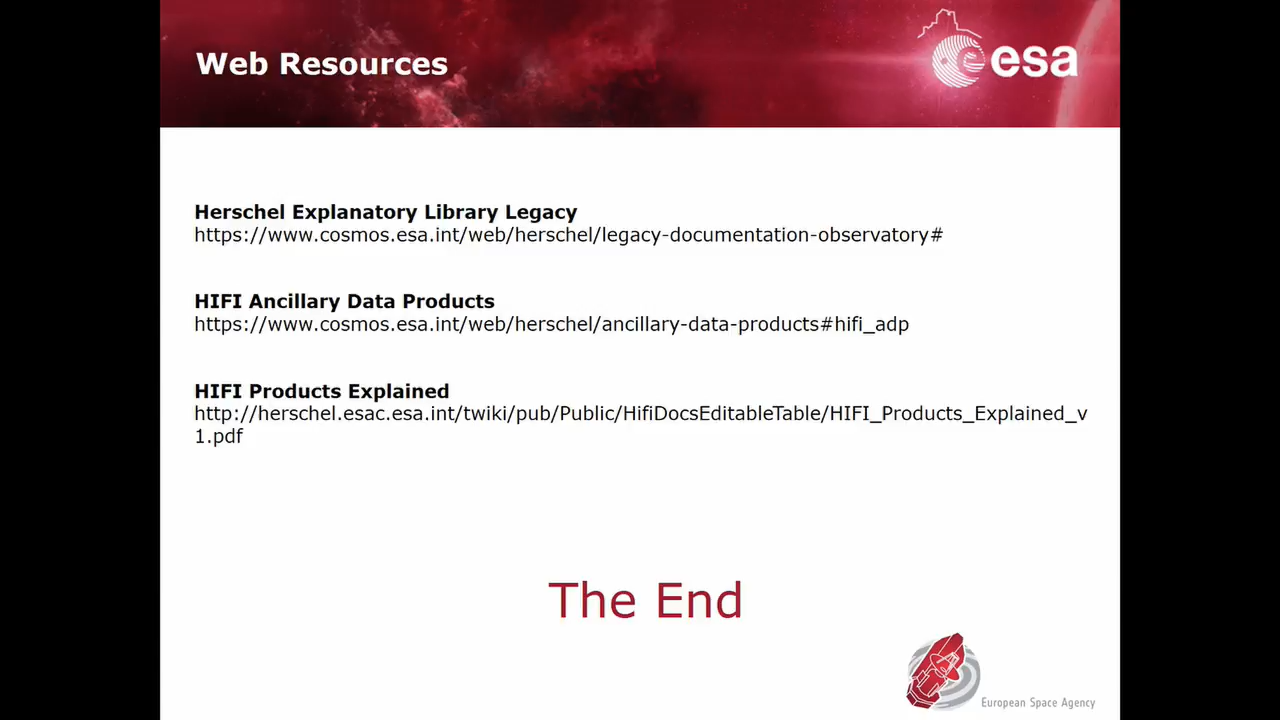 Web Resources
esa
Herschel Explanatory Library Legacy
https://www.cosmos.esa.int/web/herschel/legacy-documentation-observatory#
HIFI Ancillary Data Products
https://www.cosmos.esa.int/web/herschel/ancillary-data-products#hifi_adp
HIFI Products Explained
http://herschel.esac.esa.int/twiki/pub/Public/HifiDocsEditableTable/HIFI_Products_Explained_v
1.pdf
The End
European Space Agency